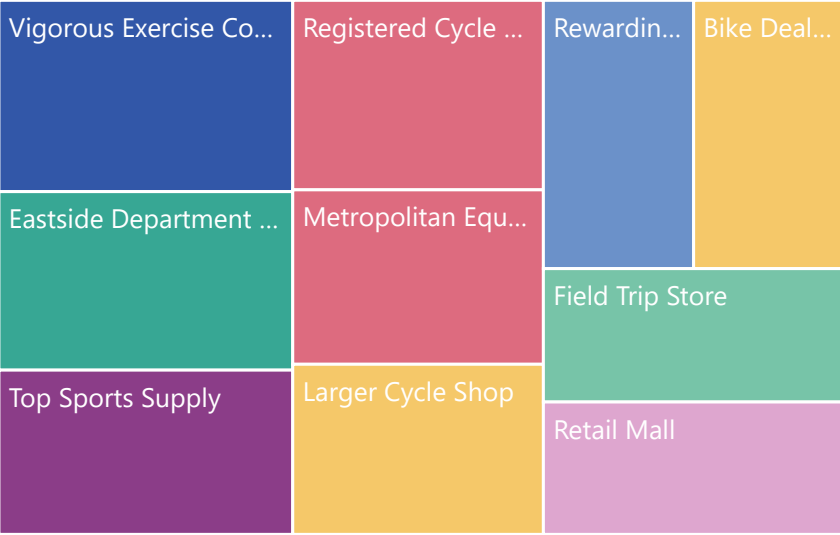 Vigorous Exercise Co...
Registered Cycle ...
Rewardin...
Bike Deal...
Eastside Department ...
Metropolitan Equ...
Field Trip Store
Top Sports Supply
Larger Cycle Shop
Retail Mall